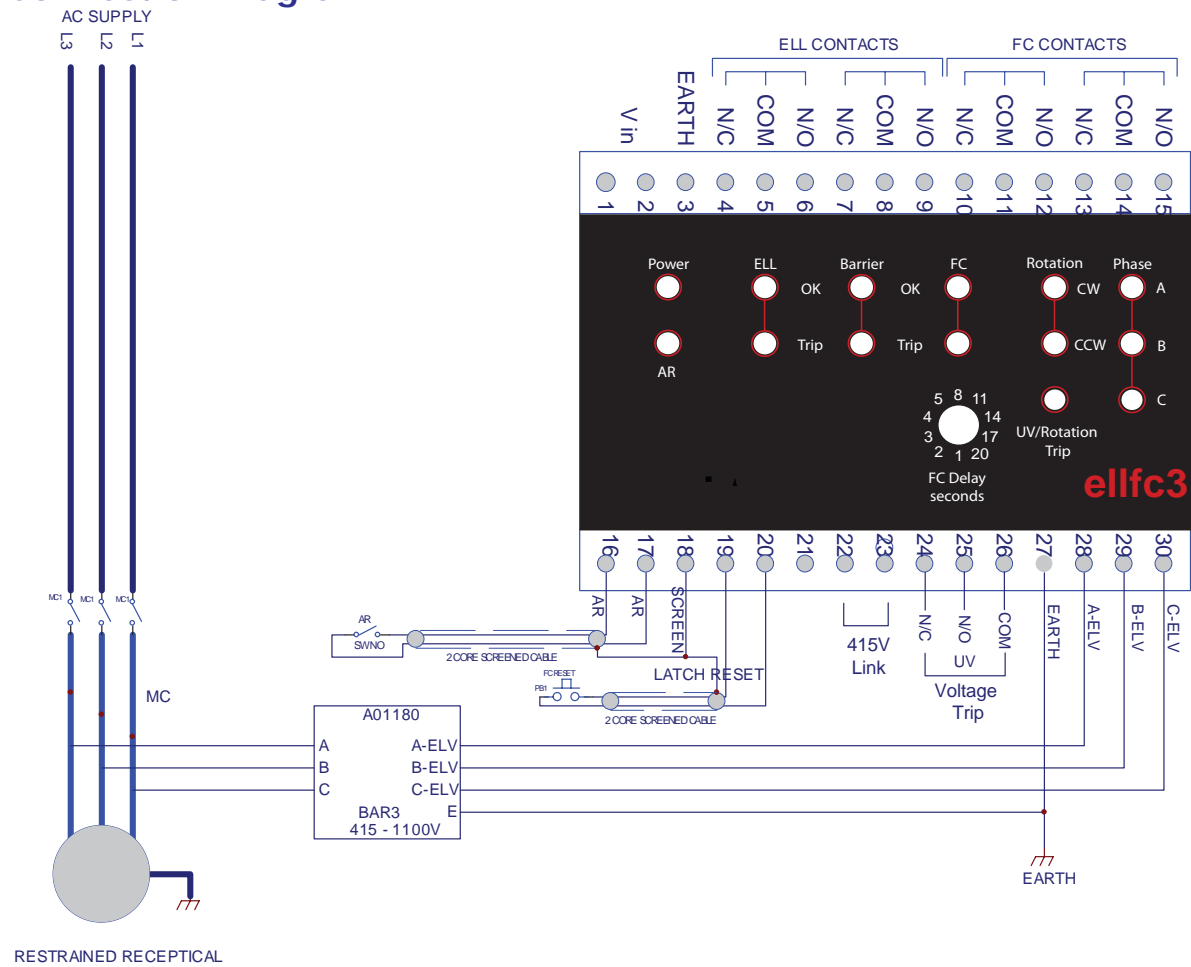 AC SUPPLY
L3 L2 L1
ELL CONTACTS
FC CONTACTS
V in
EARTH
N/C
COM
N/O
N/C
COM
N/O
N/C
COM
N/O
N/C
COM
N/O
1 2 3 4 5 6 7 8 9 10 11 12 13 14 15
Power
ELL
Barrier
FC
Rotation
Phase
OK
OK
CW
A
Trip
Trip
CCW
B
AR
C
5 8 11
4 14
3 17
2 1 20
FC Delay
seconds
UV/Rotation
Trip
ellfc3
16 17 18 19 20 21 22 23 24 25 26 27 28 29 30
AR
AR
SCREEN
415V
Link
N/C
N/O
COM
UV
Voltage
Trip
EARTH
A-ELV
B-ELV
C-ELV
AR
SWNO
2 CORE SCREENED CABLE
LATCH RESET
FC RESET
PB1
2 CORE SCREENED CABLE
MC1 MC1 MC1
MC
A01180
A A-ELV
B B-ELV
C C-ELV
E
BAR3
415 - 1100V
EARTH
RESTRAINED RECEPTICAL